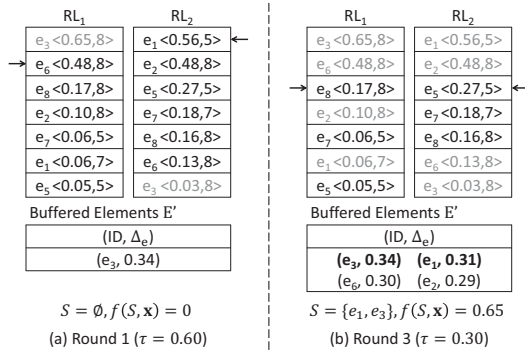 RL1 RL2
e3 <0.65,8> e1 <0.56,5>
e6 <0.48,8> e2 <0.48,8>
e8 <0.17,8> e5 <0.27,5>
e2 <0.10,8> e7 <0.18,7>
e7 <0.06,5> e8 <0.16,8>
e1 <0.06,7> e6 <0.13,8>
e5 <0.05,5> e3 <0.03,8>
Buffered Elements E'
(ID, Δe)
(e3, 0.34)
S = ∅, f(S, x) = 0
(a) Round 1 (τ = 0.60)
RL1 RL2
e3 <0.65,8> e1 <0.56,5>
e6 <0.48,8> e2 <0.48,8>
e8 <0.17,8> e5 <0.27,5>
e2 <0.10,8> e7 <0.18,7>
e7 <0.06,5> e8 <0.16,8>
e1 <0.06,7> e6 <0.13,8>
e5 <0.05,5> e3 <0.03,8>
Buffered Elements E'
(ID, Δe)
(e3, 0.34) (e1, 0.31)
(e6, 0.30) (e2, 0.29)
S = {e1, e3}, f(S, x) = 0.65
(b) Round 3 (τ = 0.30)